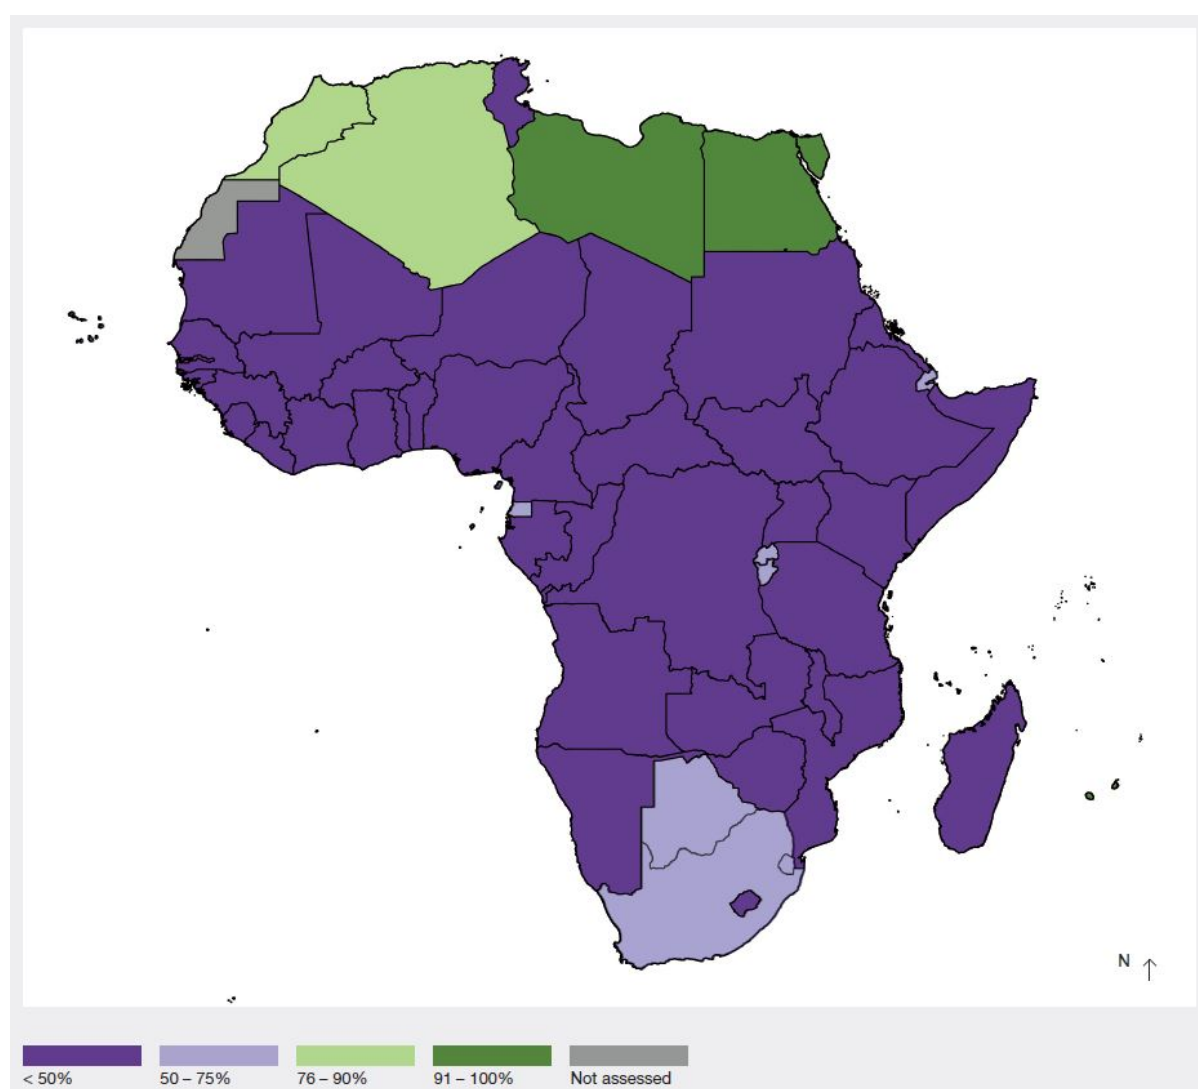 N
< 50%
50 – 75%
76 – 90%
91 – 100%
Not assessed